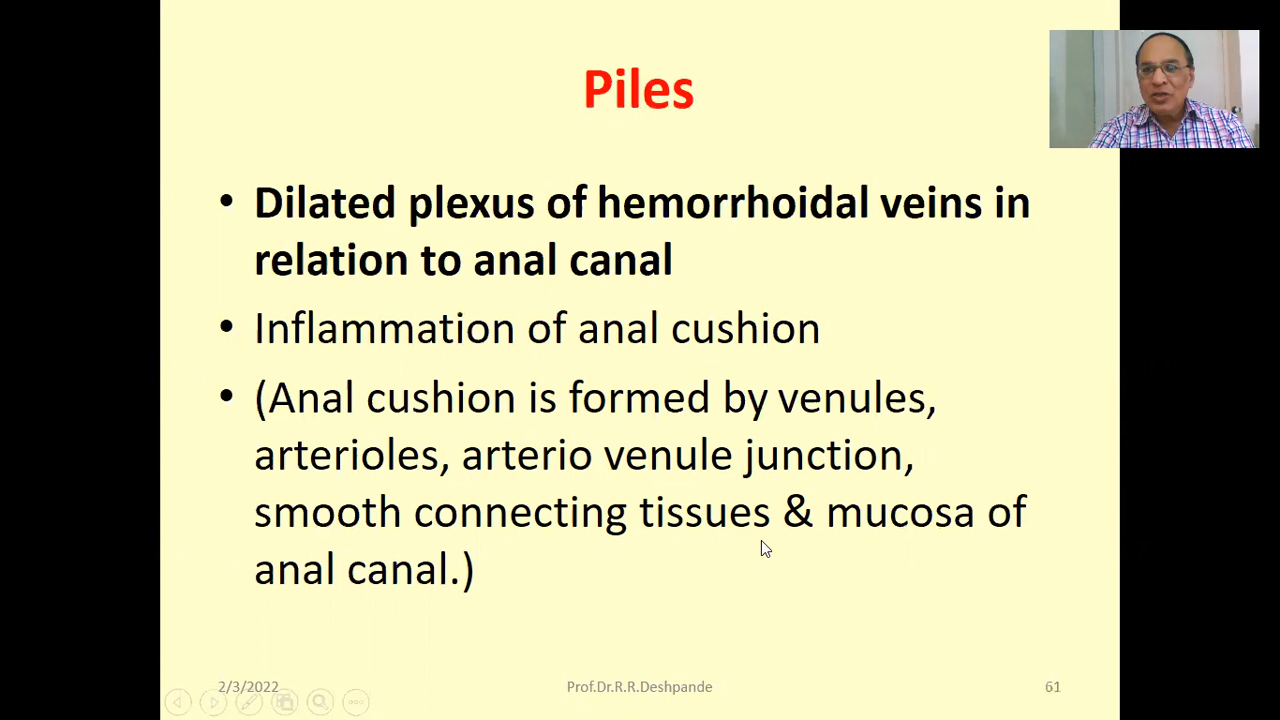 Piles
• Dilated plexus of hemorrhoidal veins in
relation to anal canal
• Inflammation of anal cushion
• (Anal cushion is formed by venules,
arterioles, arterio venule junction,
smooth connecting tissues & mucosa of
anal canal.)
2/3/2022 Prof.Dr.R.R.Deshpande 61